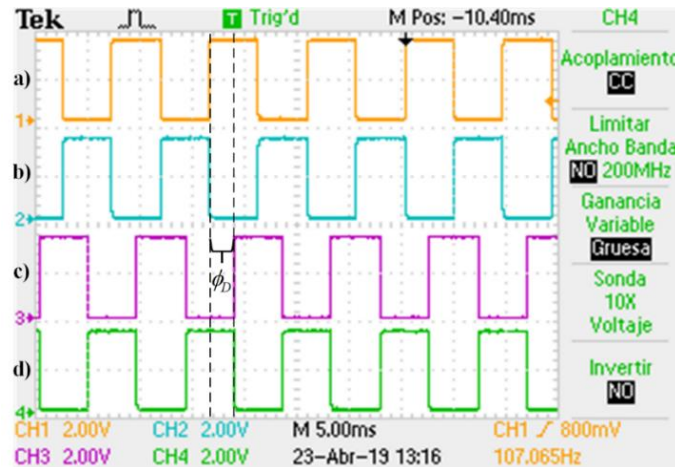 Tek T Trig'd M Pos: -10.40ms CH4
a)
1
b)
2
c)
ϕD
3
d)
4
Acoplamiento
CC
Limitar
Ancho Banda
NO 200MHz
Ganancia
Variable
Gruesa
Sonda
10X
Voltaje
Invertir
NO
CH1 2.00V CH2 2.00V M 5.00ms CH1 800mV
CH3 2.00V CH4 2.00V 23-Abr-19 13:16 107.065Hz